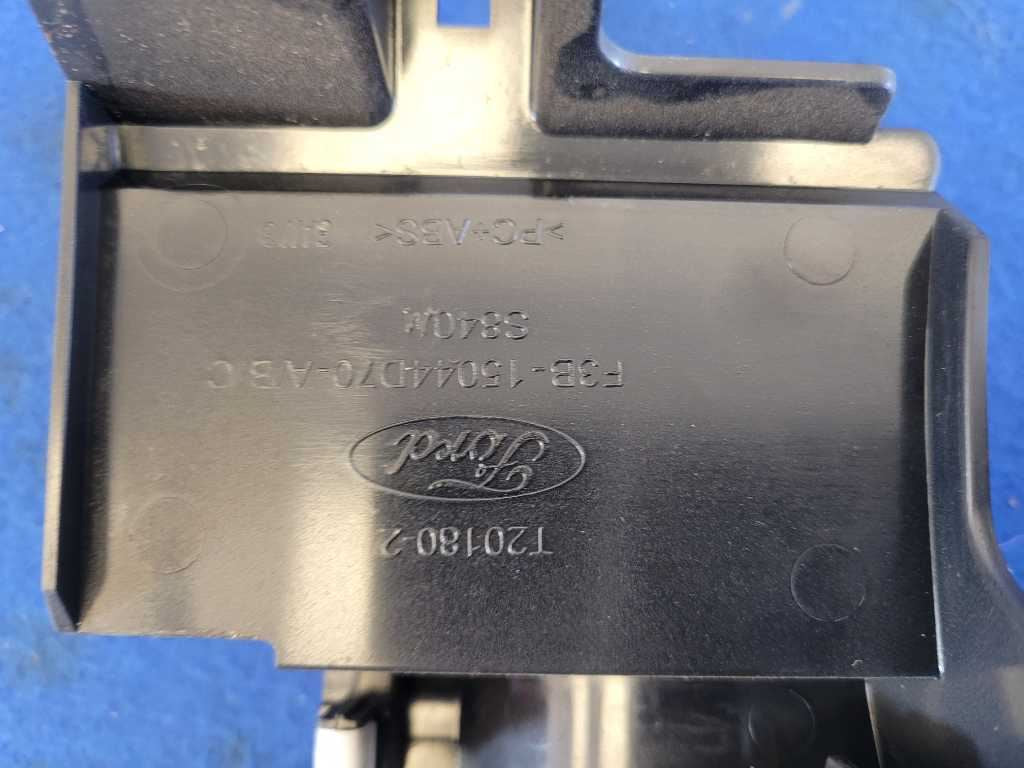 T20180-2
Ford
F3B-15044D70-AB C
S840
>PC+ABS<